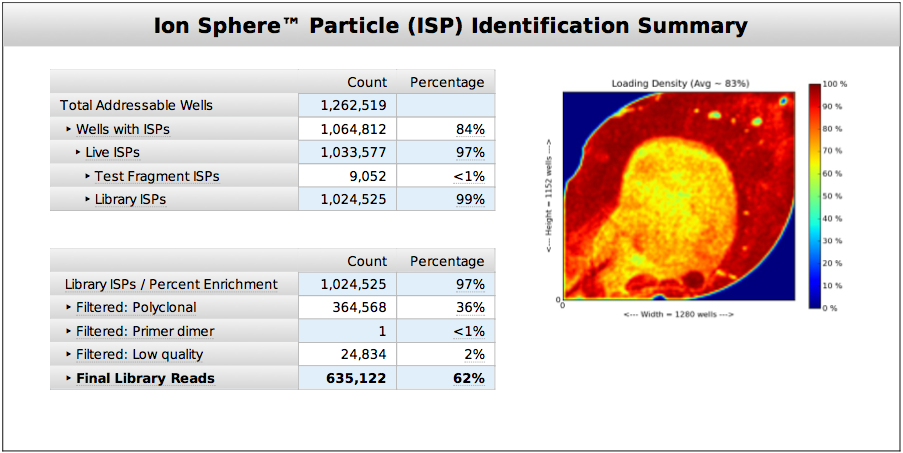 Ion Sphere™ Particle (ISP) Identification Summary
Count Percentage
Total Addressable Wells 1,262,519
‣ Wells with ISPs 1,064,812 84%
‣ Live ISPs 1,033,577 97%
‣ Test Fragment ISPs 9,052 <1%
‣ Library ISPs 1,024,525 99%
Count Percentage
Library ISPs / Percent Enrichment 1,024,525 97%
‣ Filtered: Polyclonal 364,568 36%
‣ Filtered: Primer dimer 1 <1%
‣ Filtered: Low quality 24,834 2%
‣ Final Library Reads 635,122 62%
Loading Density (Avg ~ 83%)
<--- Height = 1152 wells --->
0
0
<--- Width = 1280 wells --->
100 %
90 %
80 %
70 %
60 %
50 %
40 %
30 %
20 %
10 %
0 %